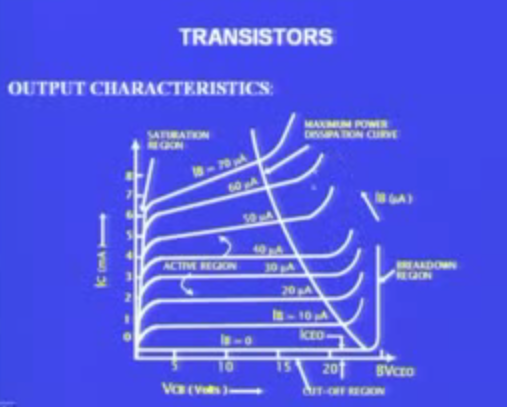 TRANSISTORS
OUTPUT CHARACTERISTICS:
SATURATION
REGION
MAXIMUM POWER
DISSIPATION CURVE
IB = 70 µA
60 µA
50 µA
40 µA
30 µA
20 µA
IB = 10 µA
IB = 0
IB (µA)
ACTIVE REGION
BREAKDOWN
REGION
ICEO
IC (mA)
8
7
6
5
4
3
2
1
0
5
10
15
20
BVCEO
VCE (Volts)
CUT-OFF REGION